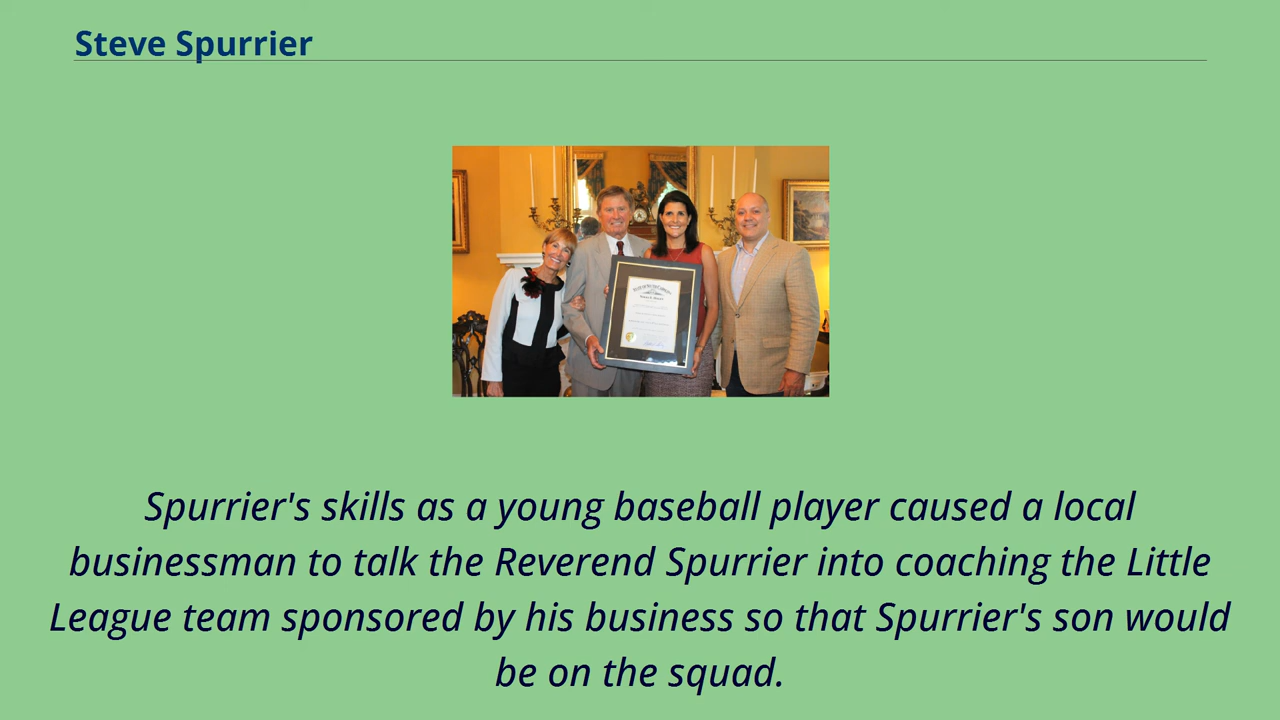 Steve Spurrier
Spurrier's skills as a young baseball player caused a local
businessman to talk the Reverend Spurrier into coaching the Little
League team sponsored by his business so that Spurrier's son would
be on the squad.